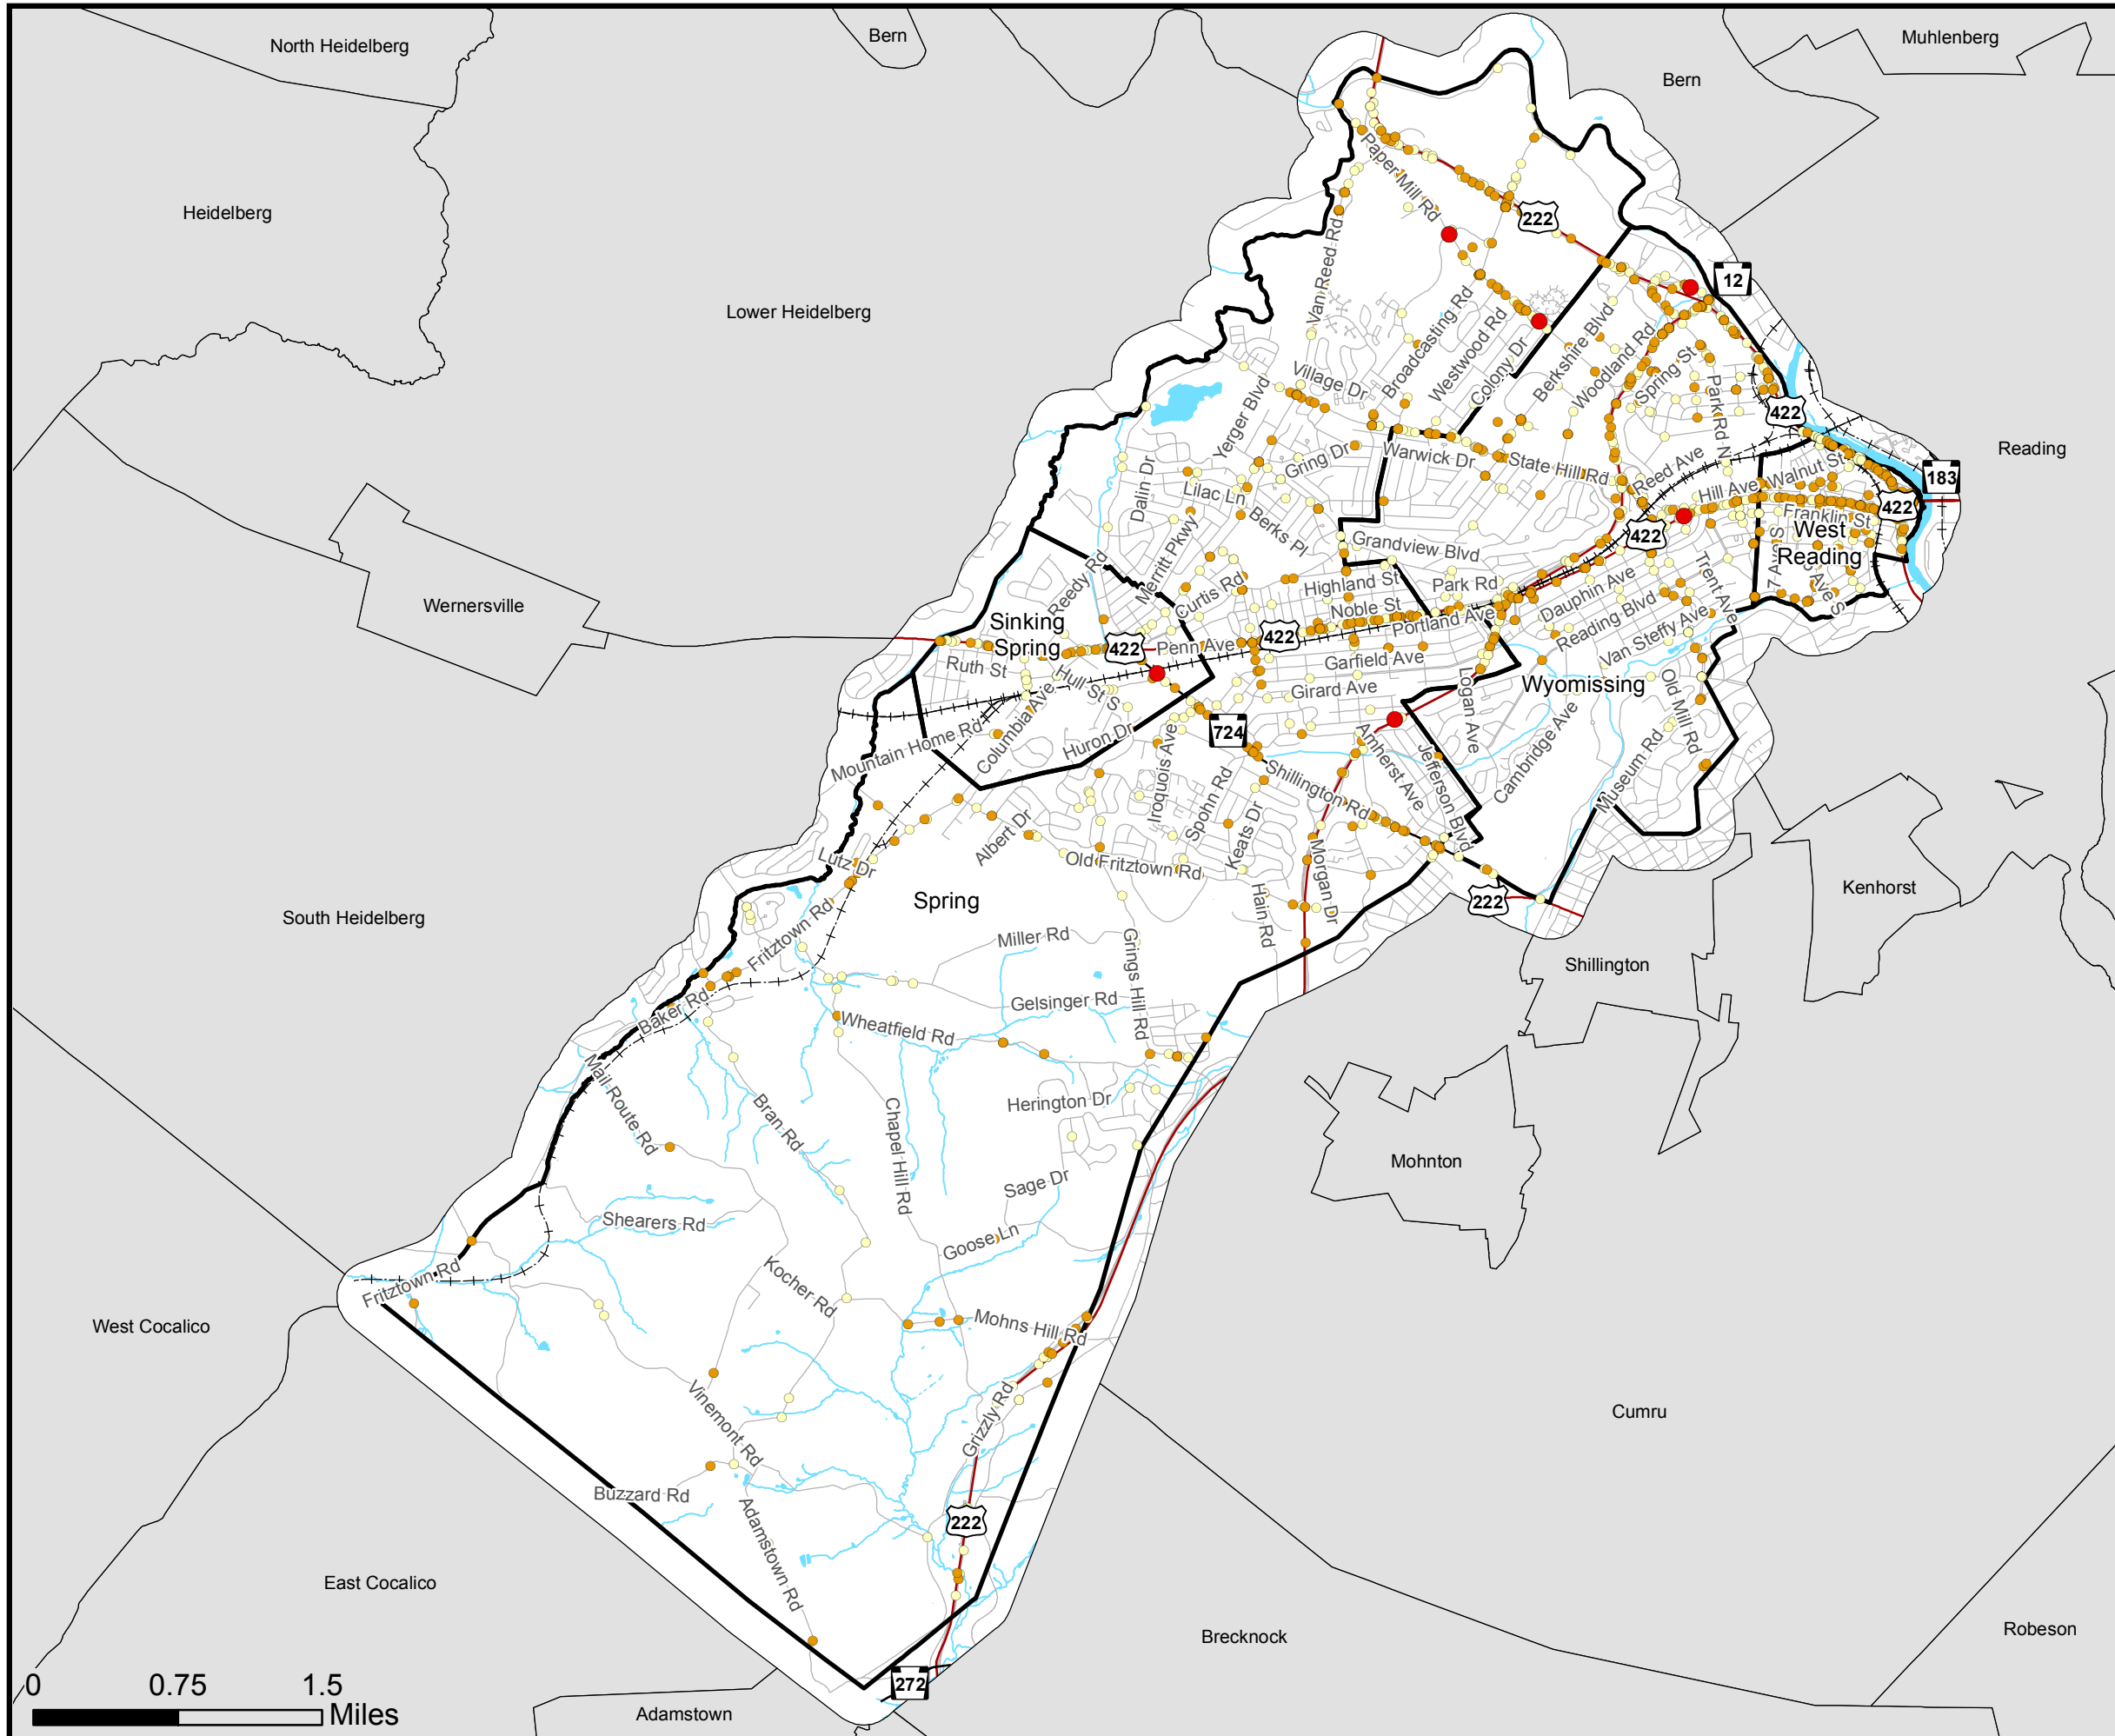 North Heidelberg
Bern
Muhlenberg
Bern
Heidelberg
Lower Heidelberg
Paper Mill Rd
222
12
Van Reed Rd
Broadcasting Rd
Westwood Rd
Colony Dr
Berkshire Blvd
Woodland Rd
Spring St
Park Rd N
Village Dr
Yerger Blvd
422
Reading
Gring Dr
Warwick Dr
State Hill Rd
Reed Ave
Hill Ave
Walnut St
183
Dalin Dr
Lilac Ln
Berks Pl
Franklin St
422
West
Reading
422
Grandview Blvd
Merritt Pkwy
Reedy Rd
Curtis Rd
Highland St
Park Rd
Noble St
Portland Ave
Dauphin Ave
Reading Blvd
Van Steffy Ave
Trent Ave
Wernersville
Sinking
Spring
422
Penn Ave
422
Garfield Ave
Girard Ave
Ruth St
Hull St S
Columbia Ave
Huron Dr
Mountain Home Rd
Wyomissing
Logan Ave
Old Mill Rd
Cambridge Ave
Museum Rd
724
Iroquois Ave
Spohn Rd
Keats Dr
Shillington Rd
Amherst Ave
Jefferson Blvd
Albert Dr
Lutz Dr
Old Fritztown Rd
Morgan Dr
Hain Rd
222
Kenhorst
Spring
South Heidelberg
Fritztown Rd
Miller Rd
Grings Hill Rd
Shillington
Gelsinger Rd
Baker Rd
Wheatfield Rd
Mail Route Rd
Bran Rd
Chapel Hill Rd
Herington Dr
Mohnton
Sage Dr
Shearers Rd
Goose Ln
Kocher Rd
Fritztown Rd
Mohns Hill Rd
West Cocalico
Cumru
Vinemont Rd
Grizzly Rd
Buzzard Rd
Adamstown Rd
222
East Cocalico
Brecknock
Robeson
272
Adamstown
0 0.75 1.5
Miles